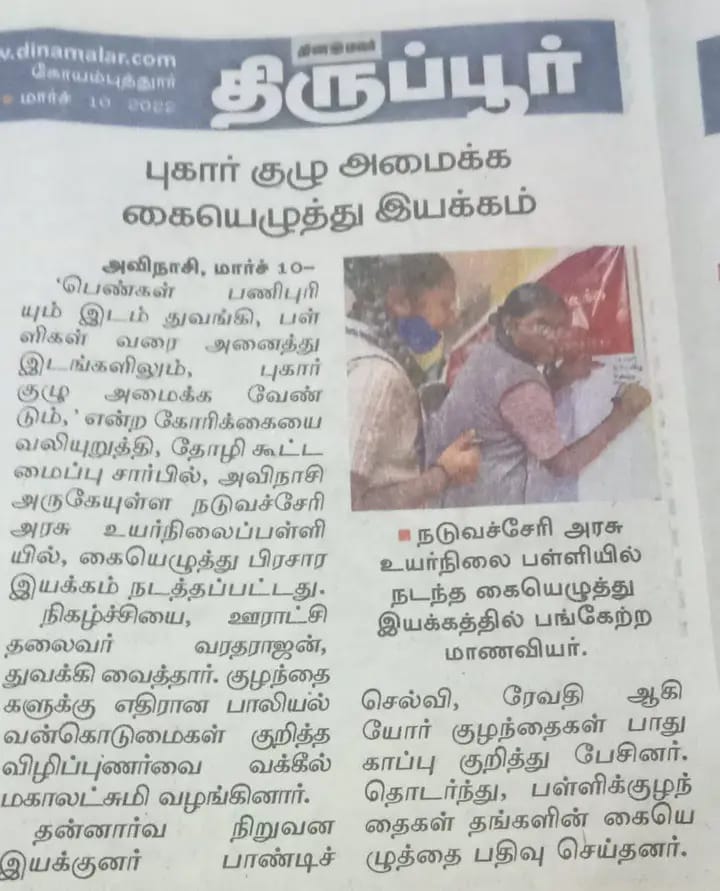 w.dinamalar.com
கோயம்புத்தூர்
மார்ச் 10 2022
தினமலர்
திருப்பூர்
புகார் குழு அமைக்க
கையெழுத்து இயக்கம்
அவிநாசி, மார்ச் 10–
'பெண்கள் பணிபுரி
யும் இடம் துவங்கி, பள்
ளிகள் வரை அனைத்து
இடங்களிலும், புகார்
குழு அமைக்க வேண்
டும்,' என்ற கோரிக்கையை
வலியுறுத்தி, தோழி கூட்ட
மைப்பு சார்பில், அவிநாசி
அருகேயுள்ள நடுவச்சேரி
அரசு உயர்நிலைப்பள்ளி
யில், கையெழுத்து பிரசார
இயக்கம் நடத்தப்பட்டது.
நிகழ்ச்சியை, ஊராட்சி
தலைவர் வரதராஜன்,
துவக்கி வைத்தார். குழந்தை
களுக்கு எதிரான பாலியல்
வன்கொடுமைகள் குறித்த
விழிப்புணர்வை வக்கீல்
மகாலட்சுமி வழங்கினார்.
தன்னார்வ நிறுவன
இயக்குனர் பாண்டிச்
நடுவச்சேரி அரசு
உயர்நிலை பள்ளியில்
நடந்த கையெழுத்து
இயக்கத்தில் பங்கேற்ற
மாணவியர்.
செல்வி, ரேவதி ஆகி
யோர் குழந்தைகள் பாது
காப்பு குறித்து பேசினர்.
தொடர்ந்து, பள்ளிக்குழந்
தைகள் தங்களின் கையெ
ழுத்தை பதிவு செய்தனர்.